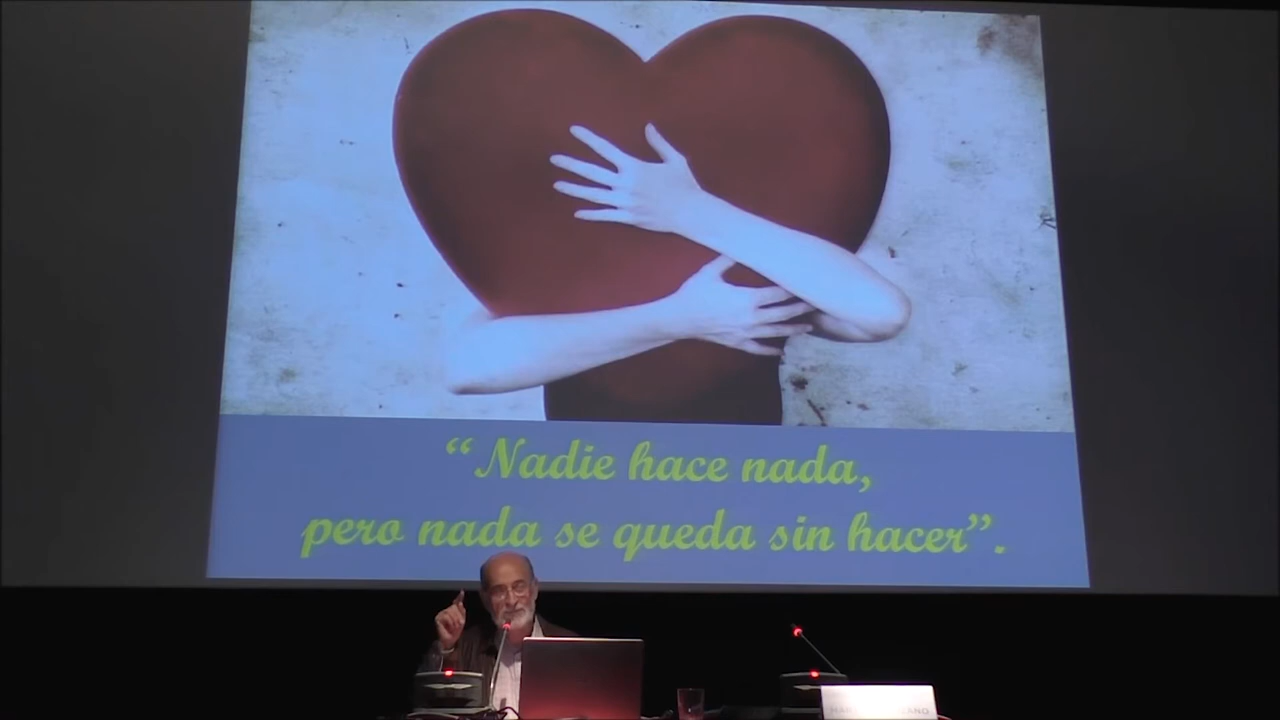 “Nadie hace nada,
pero nada se queda sin hacer”.